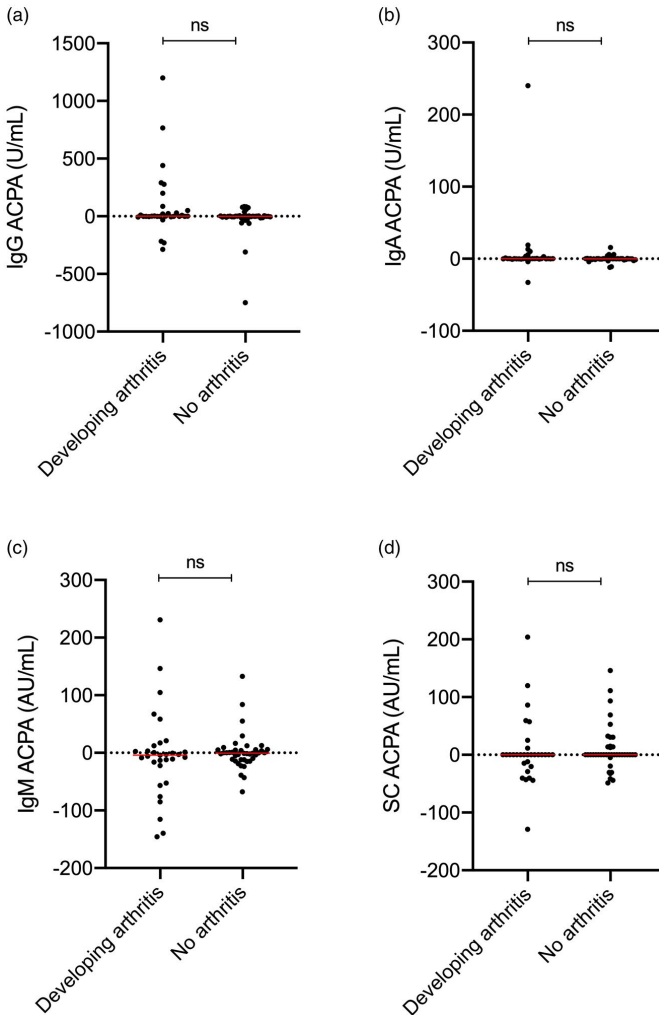 (a)
ns
1500
1000
500
0
-500
-1000
IgG ACPA (U/mL)
Developing arthritis
No arthritis
(b)
ns
300
200
100
0
-100
IgA ACPA (U/mL)
Developing arthritis
No arthritis
(c)
ns
300
200
100
0
-100
-200
IgM ACPA (AU/mL)
Developing arthritis
No arthritis
(d)
ns
300
200
100
0
-100
-200
SC ACPA (AU/mL)
Developing arthritis
No arthritis